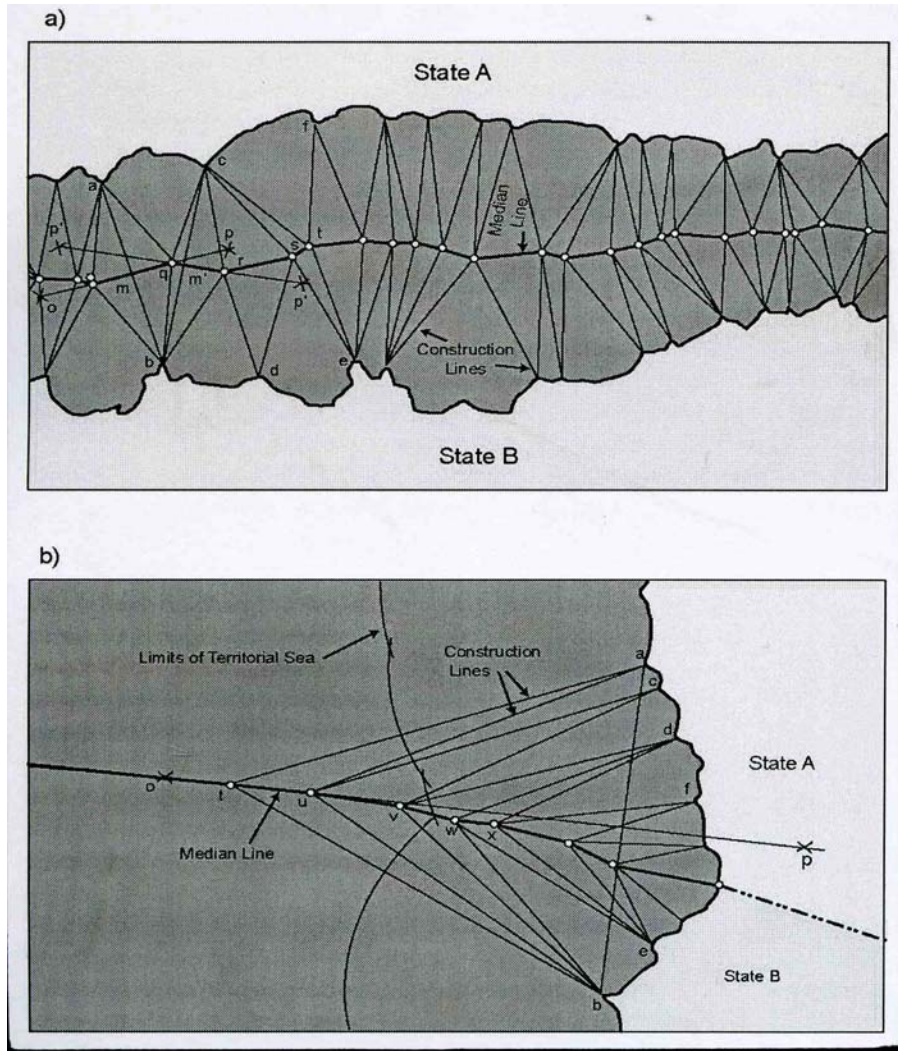 a)
State A
f
c
a
p'
p
t
s
r
Median
Line
q
m
m'
p'
o
b
d
e
Construction
Lines
State B
b)
Limits of Territorial Sea
Construction
Lines
a
c
d
State A
o
t
u
f
v
w
x
Median Line
p
e
State B
b